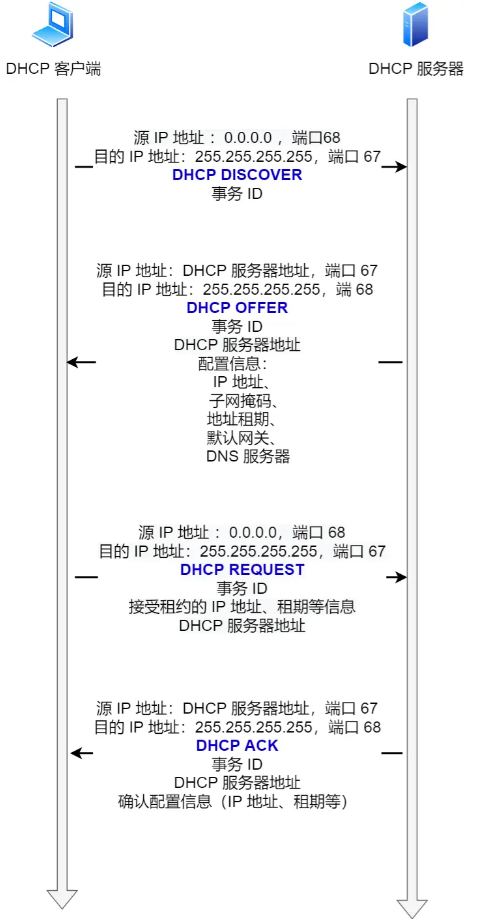 DHCP 客户端
DHCP 服务器
源 IP 地址 ：0.0.0.0 ，端口68
目的 IP 地址：255.255.255.255，端口 67
DHCP DISCOVER
事务 ID
源 IP 地址：DHCP 服务器地址，端口 67
目的 IP 地址：255.255.255.255，端 68
DHCP OFFER
事务 ID
DHCP 服务器地址
配置信息：
IP 地址、
子网掩码、
地址租期、
默认网关、
DNS 服务器
源 IP 地址 ：0.0.0.0，端口 68
目的 IP 地址：255.255.255.255，端口 67
DHCP REQUEST
事务 ID
接受租约的 IP 地址、租期等信息
DHCP 服务器地址
源 IP 地址：DHCP 服务器地址，端口 67
目的 IP 地址：255.255.255.255，端口 68
DHCP ACK
事务 ID
DHCP 服务器地址
确认配置信息（IP 地址、租期等）